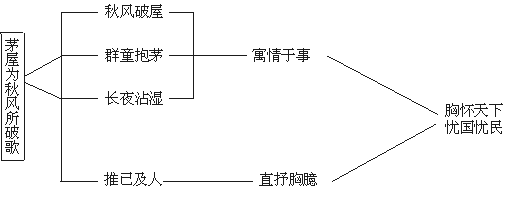 茅屋为秋风所破歌
秋风破屋
群童抱茅
长夜沾湿
推已及人
寓情于事
直抒胸臆
胸怀天下
忧国忧民